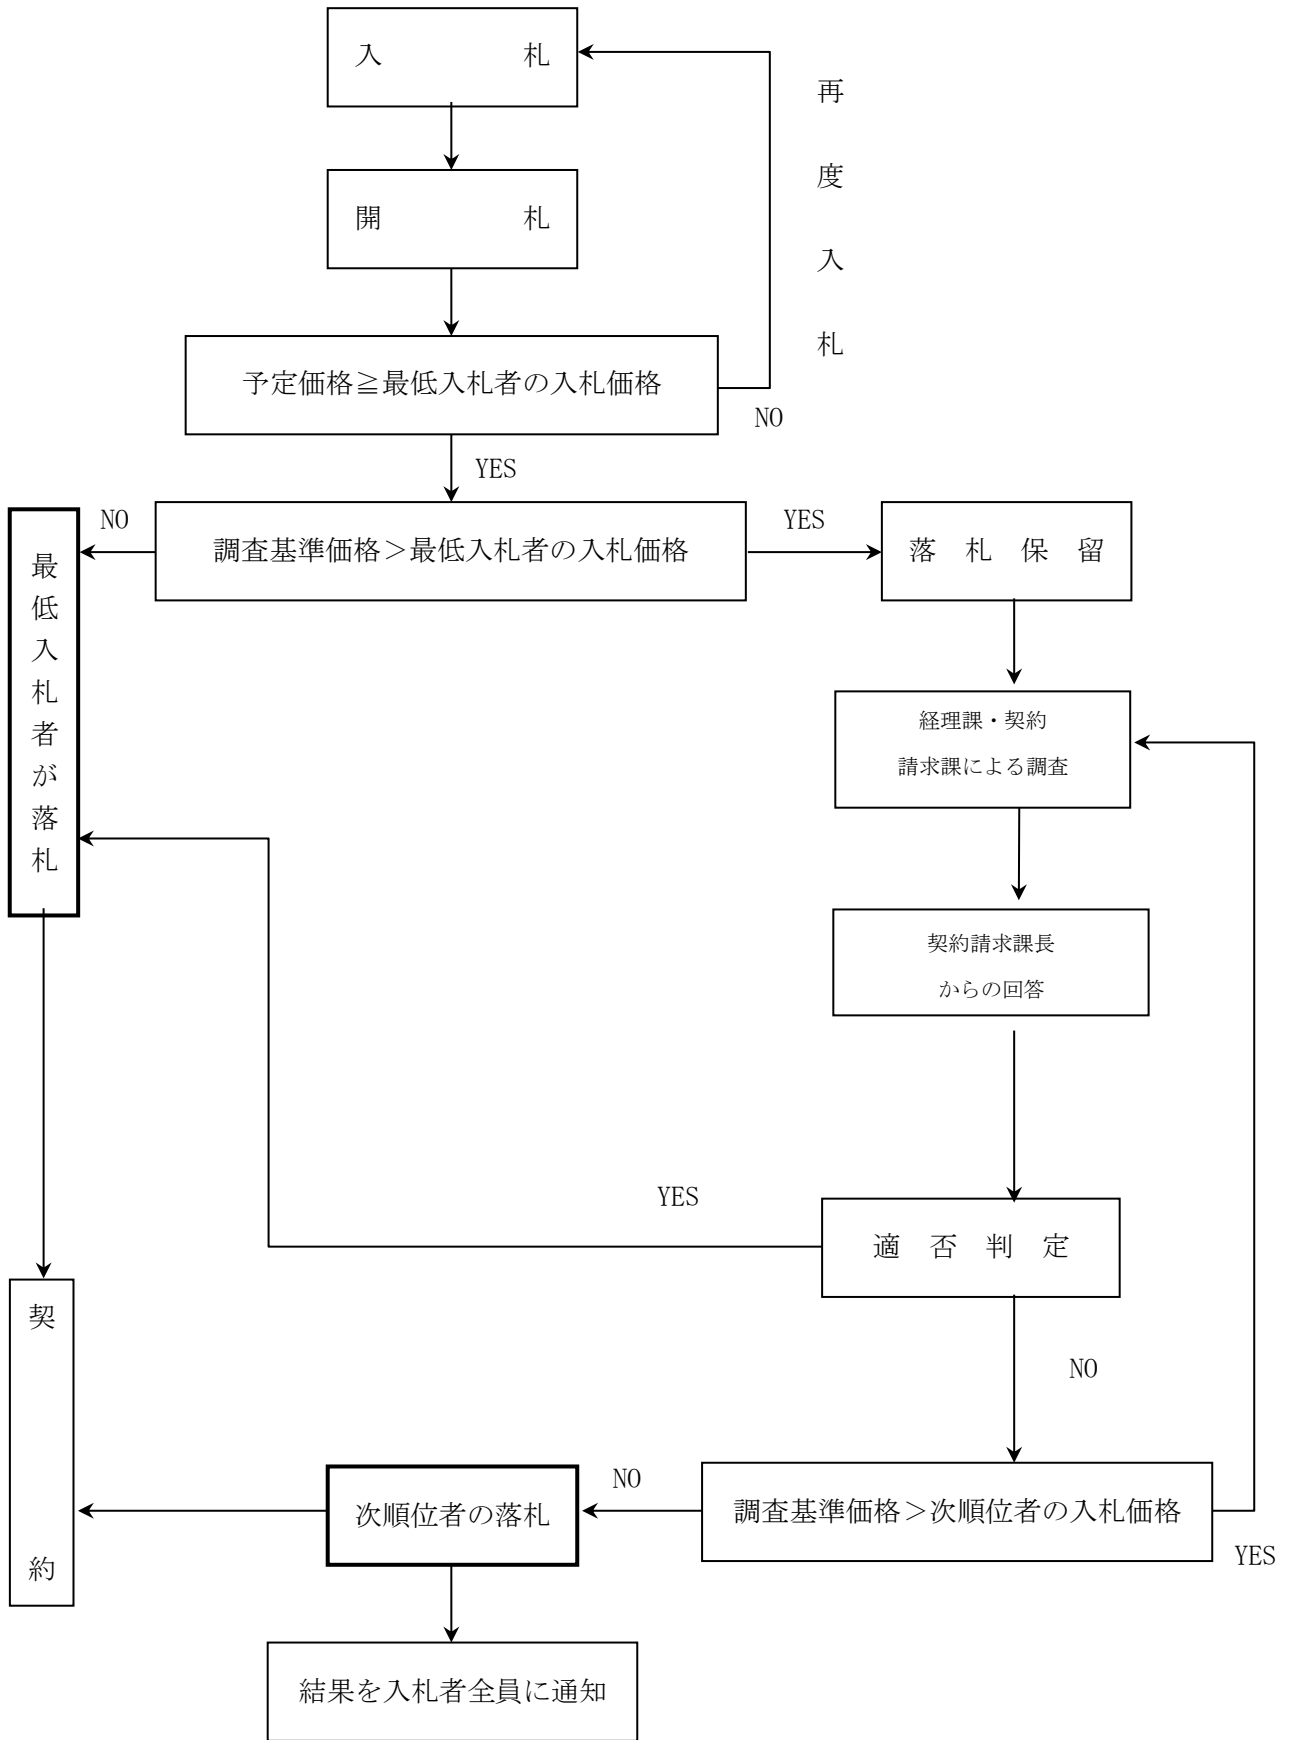 入　　　　　札
再度入札
開　　　　　札
予定価格≧最低入札者の入札価格
NO
YES
NO
調査基準価格＞最低入札者の入札価格
YES
落　札　保　留
最低入札者が落札
経理課・契約
請求課による調査
契約請求課長
からの回答
YES
適　否　判　定
契　　　　　約
NO
次順位者の落札
NO
調査基準価格＞次順位者の入札価格
YES
結果を入札者全員に通知